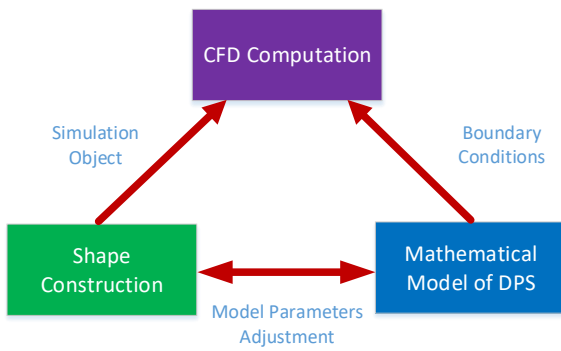 CFD Computation
Simulation
Object
Boundary
Conditions
Shape
Construction
Mathematical
Model of DPS
Model Parameters
Adjustment